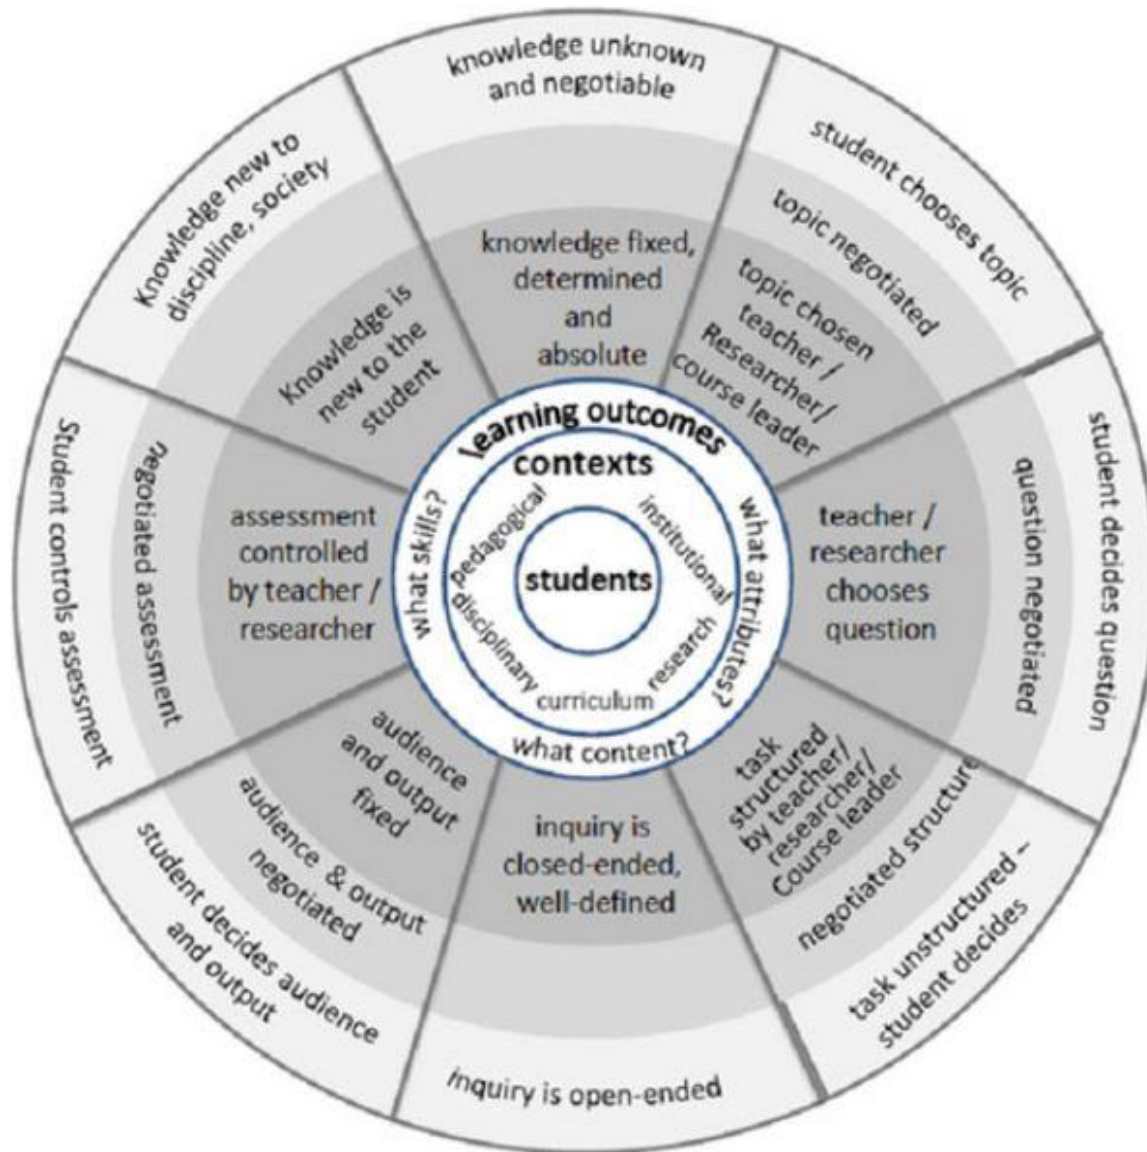 knowledge unknown
and negotiable
knowledge fixed,
determined
and
absolute
student chooses topic
topic negotiated
topic chosen
teacher /
Researcher/
course leader
student decides question
question negotiated
teacher /
researcher
chooses
question
task unstructured –
student decides
negotiated structure
task
structured
by teacher/
researcher/
Course leader
inquiry is
closed-ended,
well-defined
inquiry is open-ended
audience
and output
fixed
audience & output
negotiated
student decides audience
and output
assessment
controlled
by teacher /
researcher
negotiated assessment
Student controls assessment
Knowledge new to
discipline, society
Knowledge is
new to the
student
learning outcomes
what skills?
what attributes?
what content?
contexts
pedagogical
institutional
disciplinary
research
curriculum
students